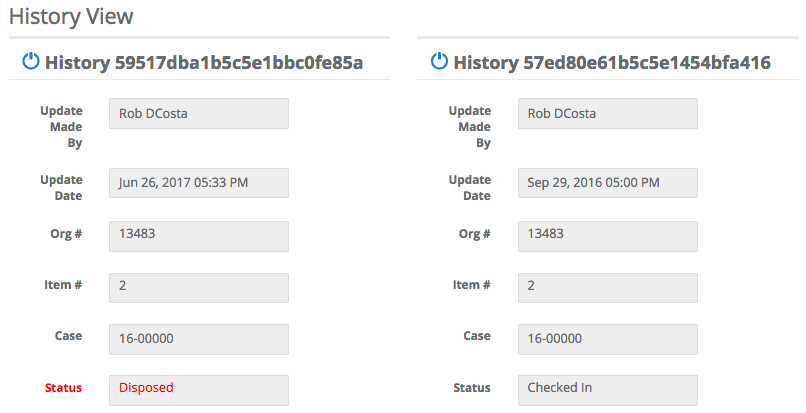 History View
History 59517dba1b5c5e1bbc0fe85a
Update Made By
Rob DCosta
Update Date
Jun 26, 2017 05:33 PM
Org #
13483
Item #
2
Case
16-00000
Status
Disposed
History 57ed80e61b5c5e1454bfa416
Update Made By
Rob DCosta
Update Date
Sep 29, 2016 05:00 PM
Org #
13483
Item #
2
Case
16-00000
Status
Checked In